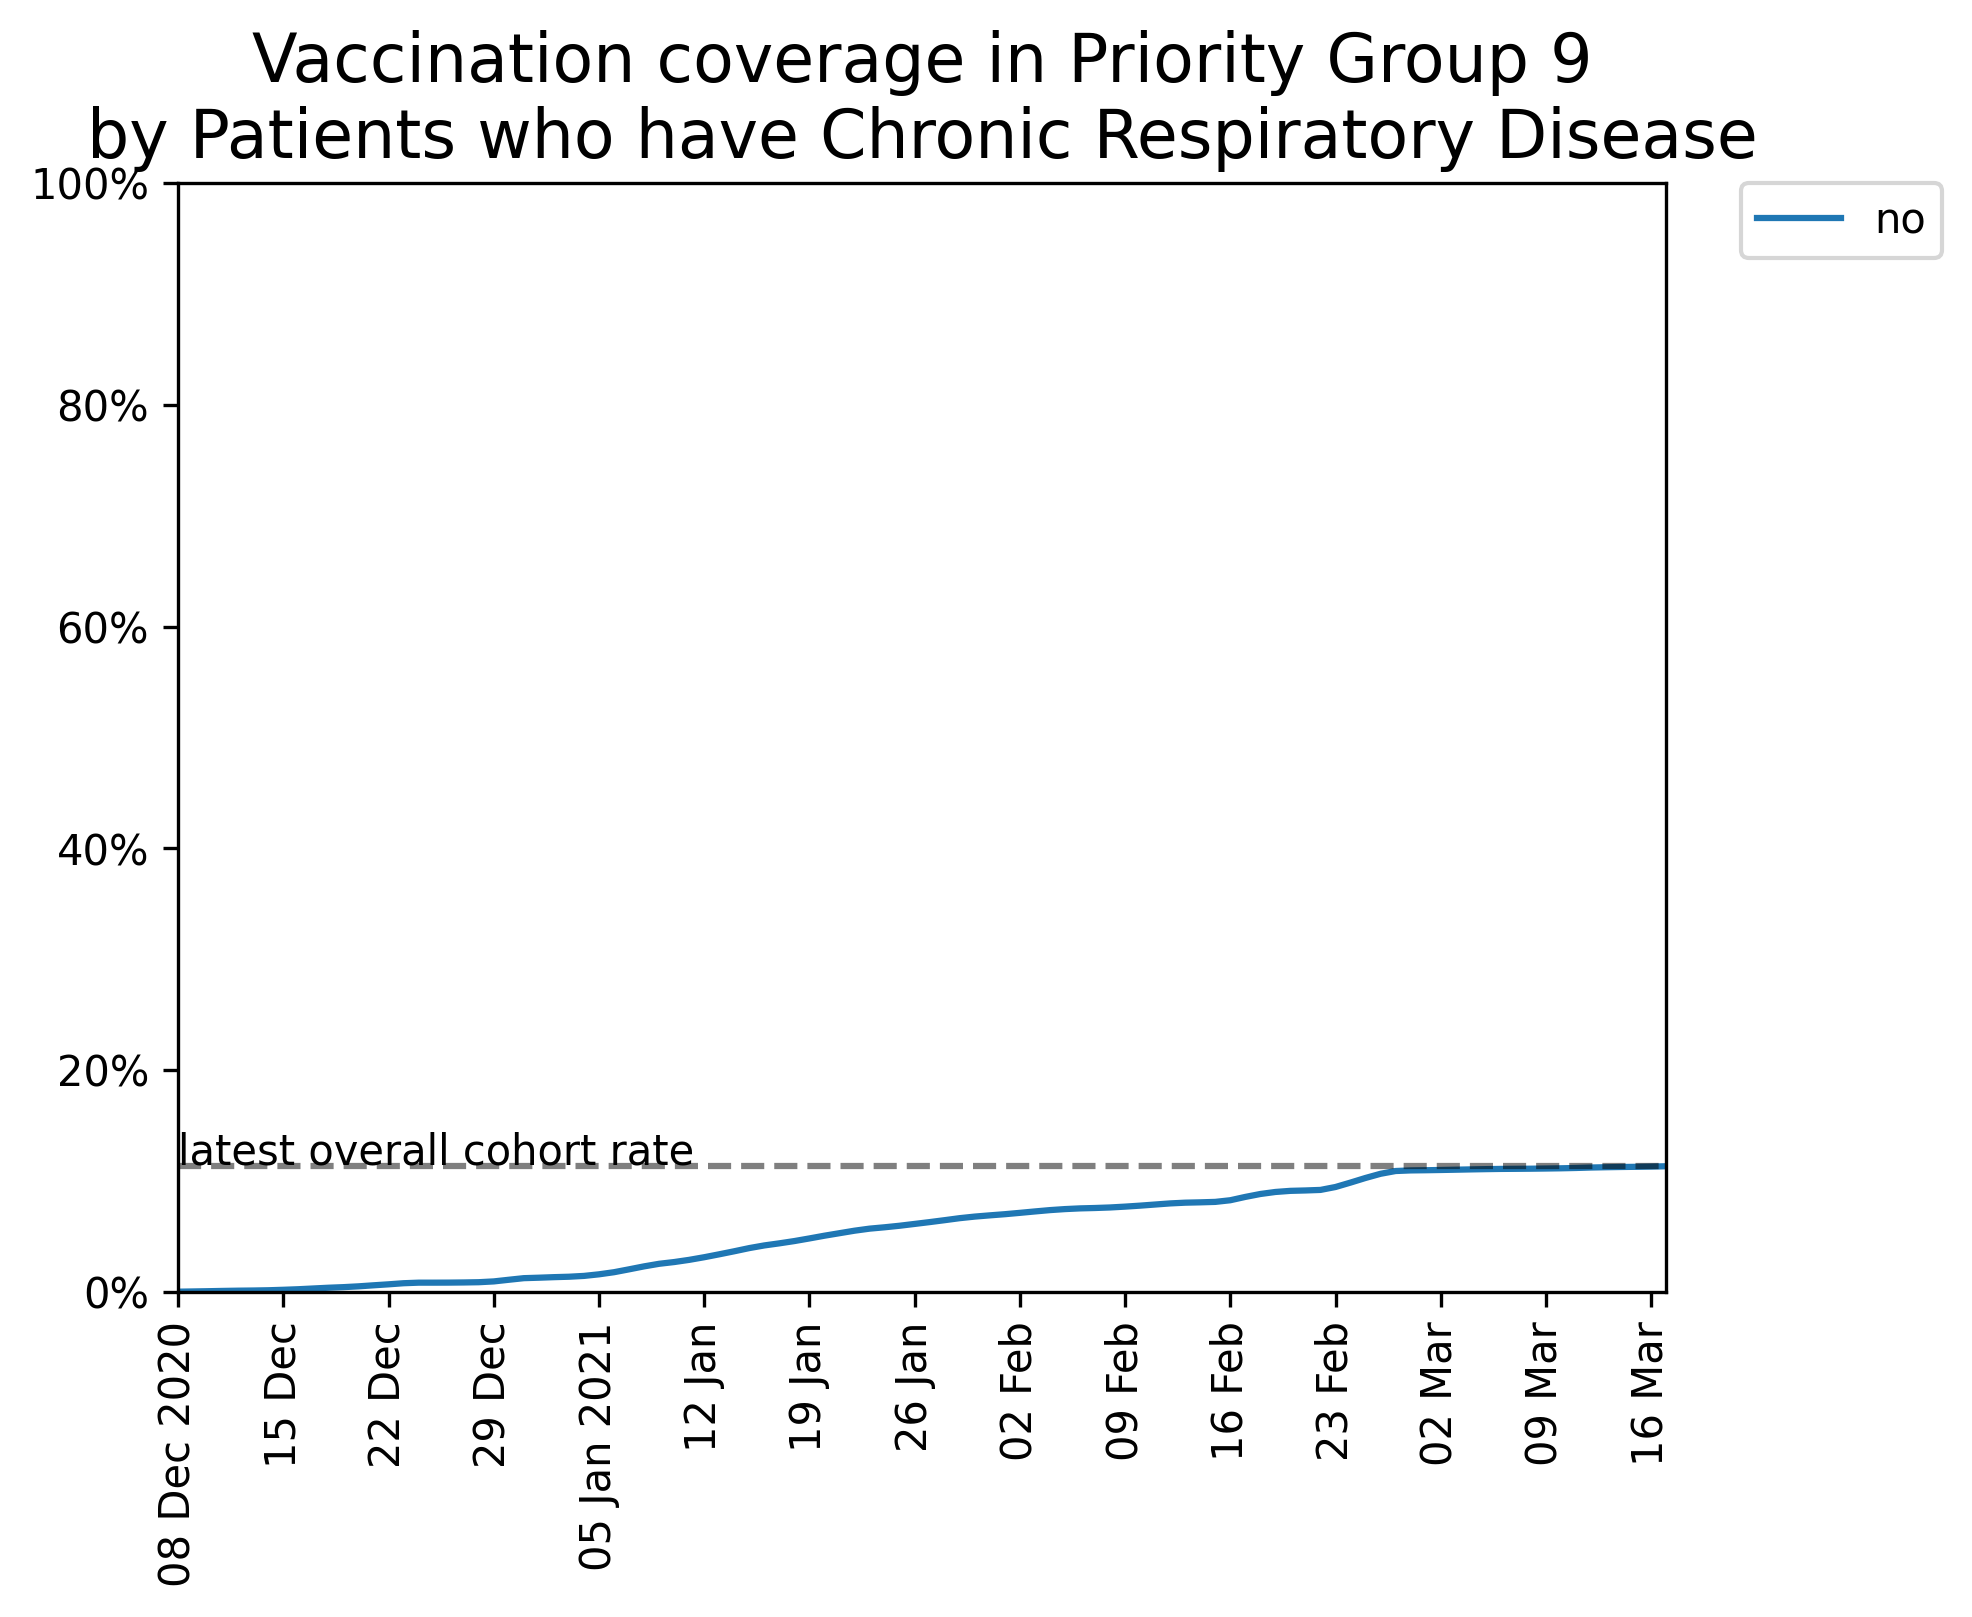 Vaccination coverage in Priority Group 9
by Patients who have Chronic Respiratory Disease
100%
80%
60%
40%
20%
0%
no
latest overall cohort rate
08 Dec 2020
15 Dec
22 Dec
29 Dec
05 Jan 2021
12 Jan
19 Jan
26 Jan
02 Feb
09 Feb
16 Feb
23 Feb
02 Mar
09 Mar
16 Mar